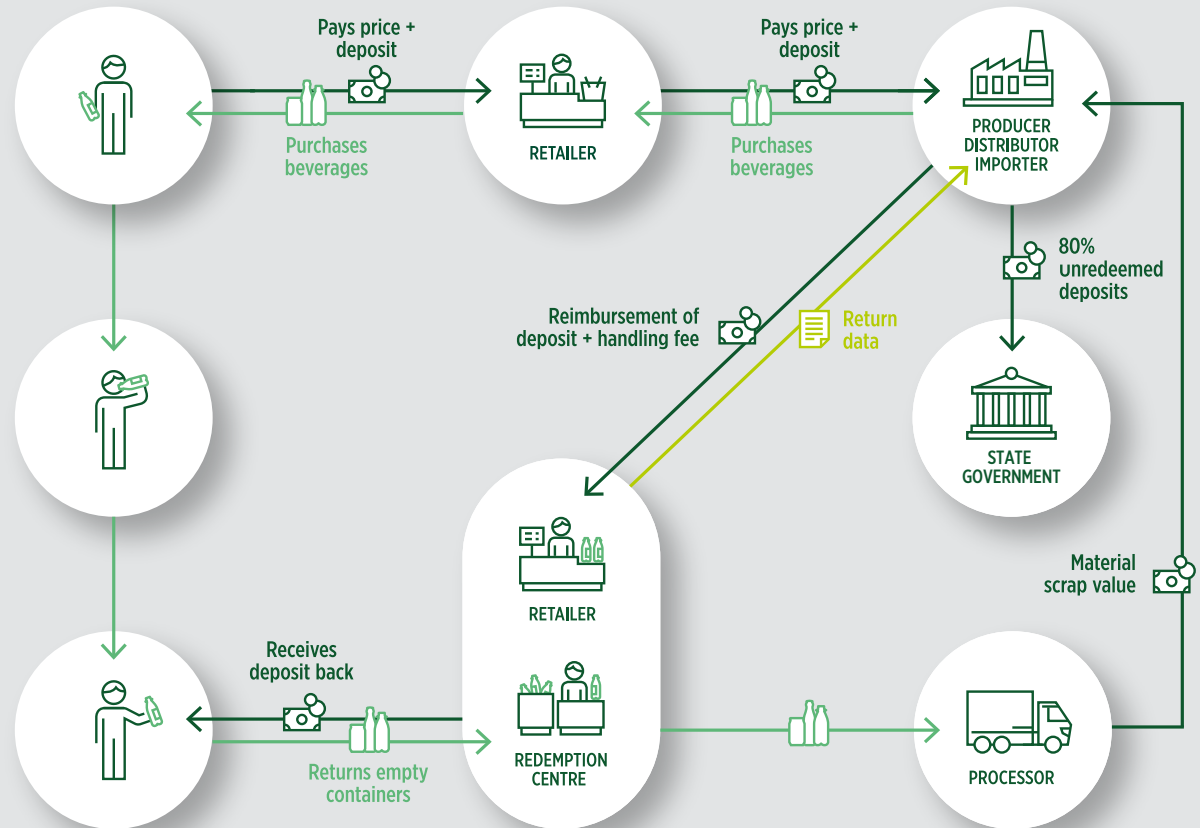 Pays price +
deposit
Purchases
beverages
RETAILER
Pays price +
deposit
Purchases
beverages
PRODUCER
DISTRIBUTOR
IMPORTER
80%
unredeemed
deposits
Reimbursement of
deposit + handling fee
Return
data
STATE
GOVERNMENT
RETAILER
Material
scrap value
Receives
deposit back
Returns empty
containers
REDEMPTION
CENTRE
PROCESSOR